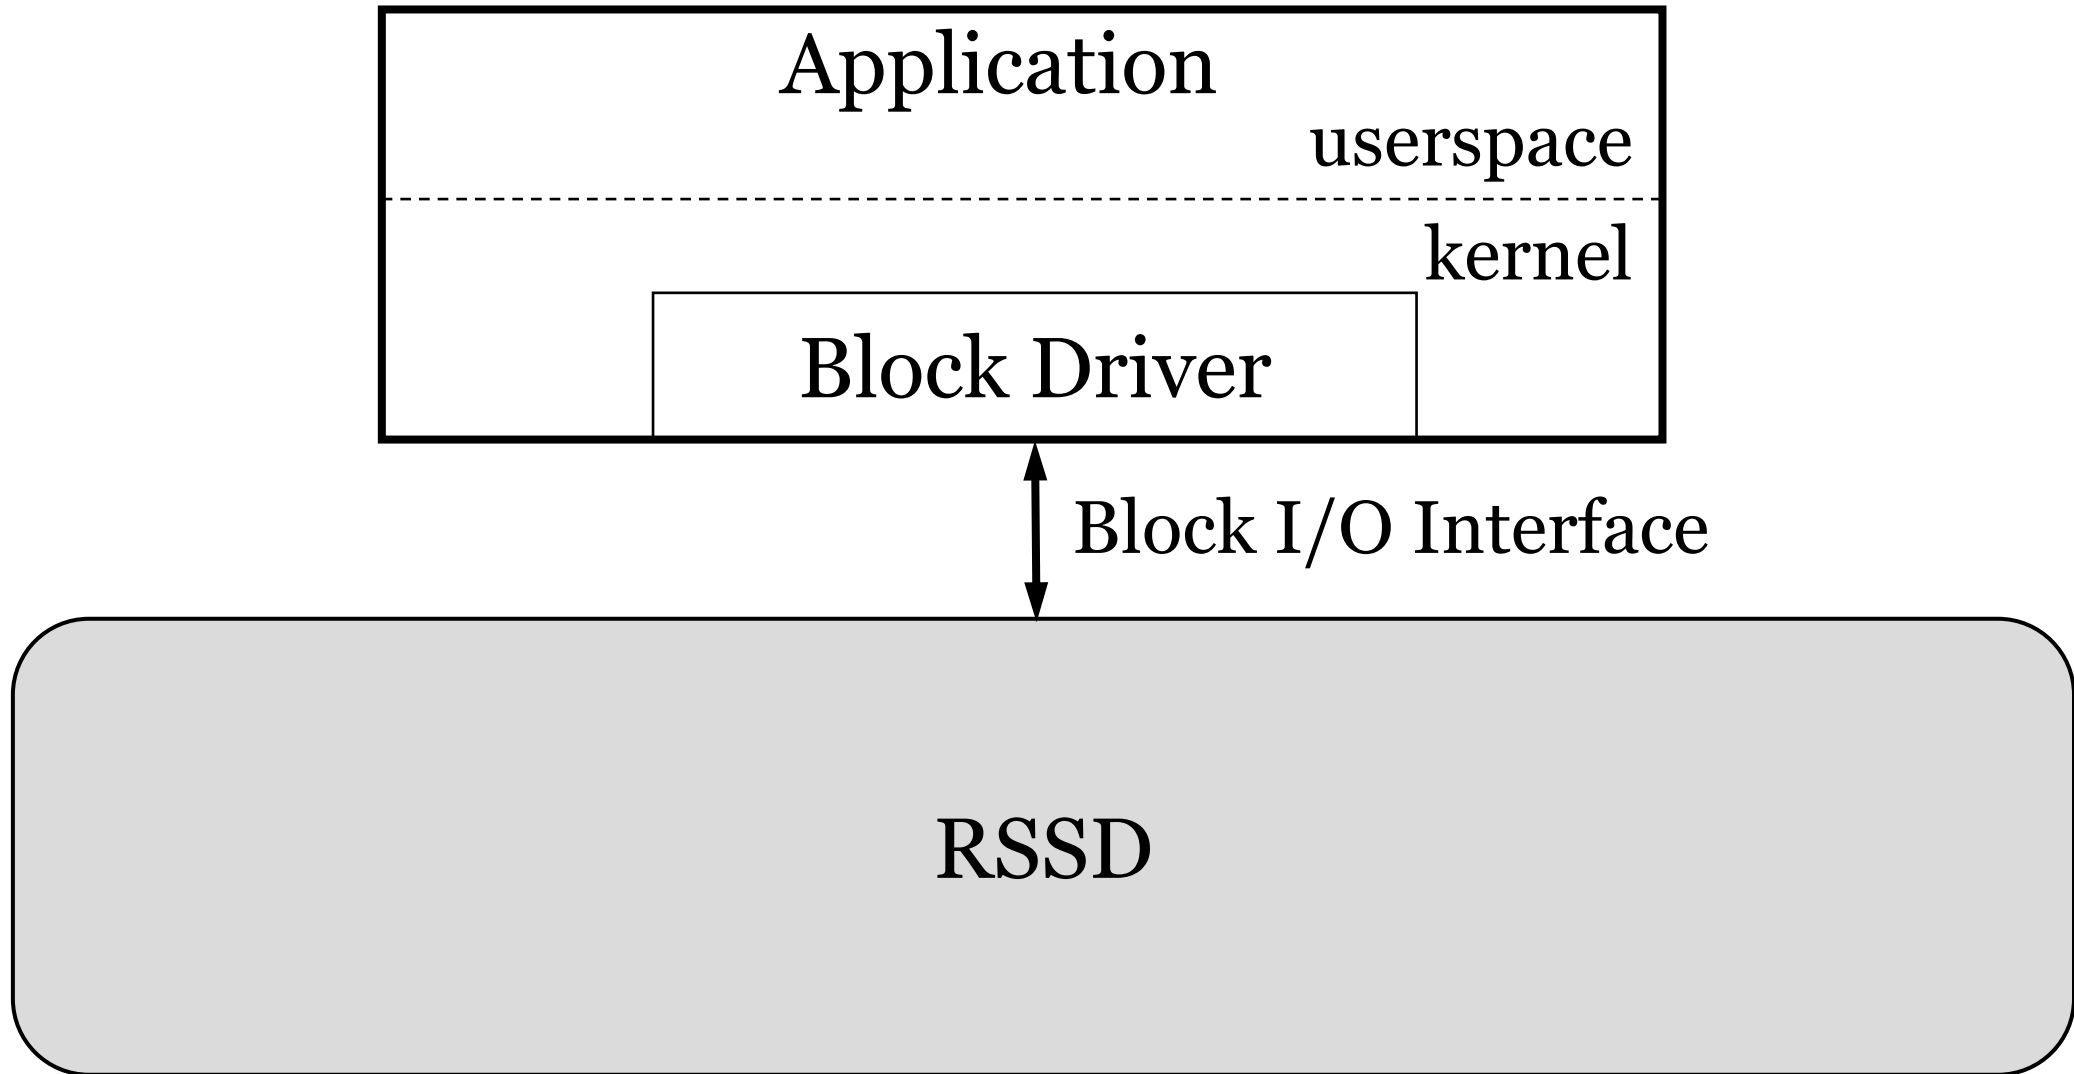 Application
userspace
kernel
Block Driver
Block I/O Interface
RSSD